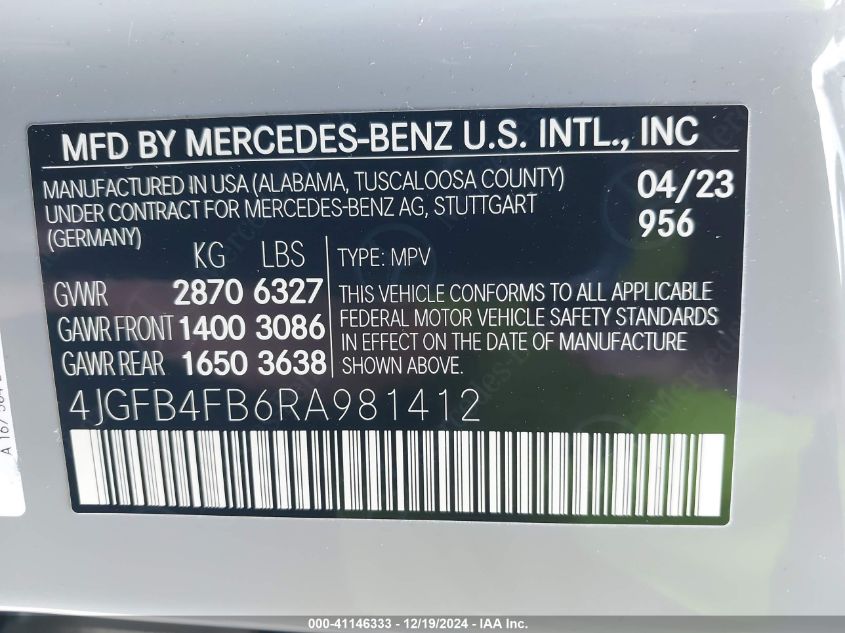 MFD BY MERCEDES-BENZ U.S. INTL., INC
MANUFACTURED IN USA (ALABAMA, TUSCALOOSA COUNTY)
UNDER CONTRACT FOR MERCEDES-BENZ AG, STUTTGART
(GERMANY)
04/23
956
KG LBS
GVWR 2870 6327
GAWR FRONT 1400 3086
GAWR REAR 1650 3638
TYPE: MPV
THIS VEHICLE CONFORMS TO ALL APPLICABLE
FEDERAL MOTOR VEHICLE SAFETY STANDARDS
IN EFFECT ON THE DATE OF MANUFACTURE
SHOWN ABOVE.
4JGFB4FB6RA981412
A 167 584
000-41146333 - 12/19/2024 - IAA Inc.